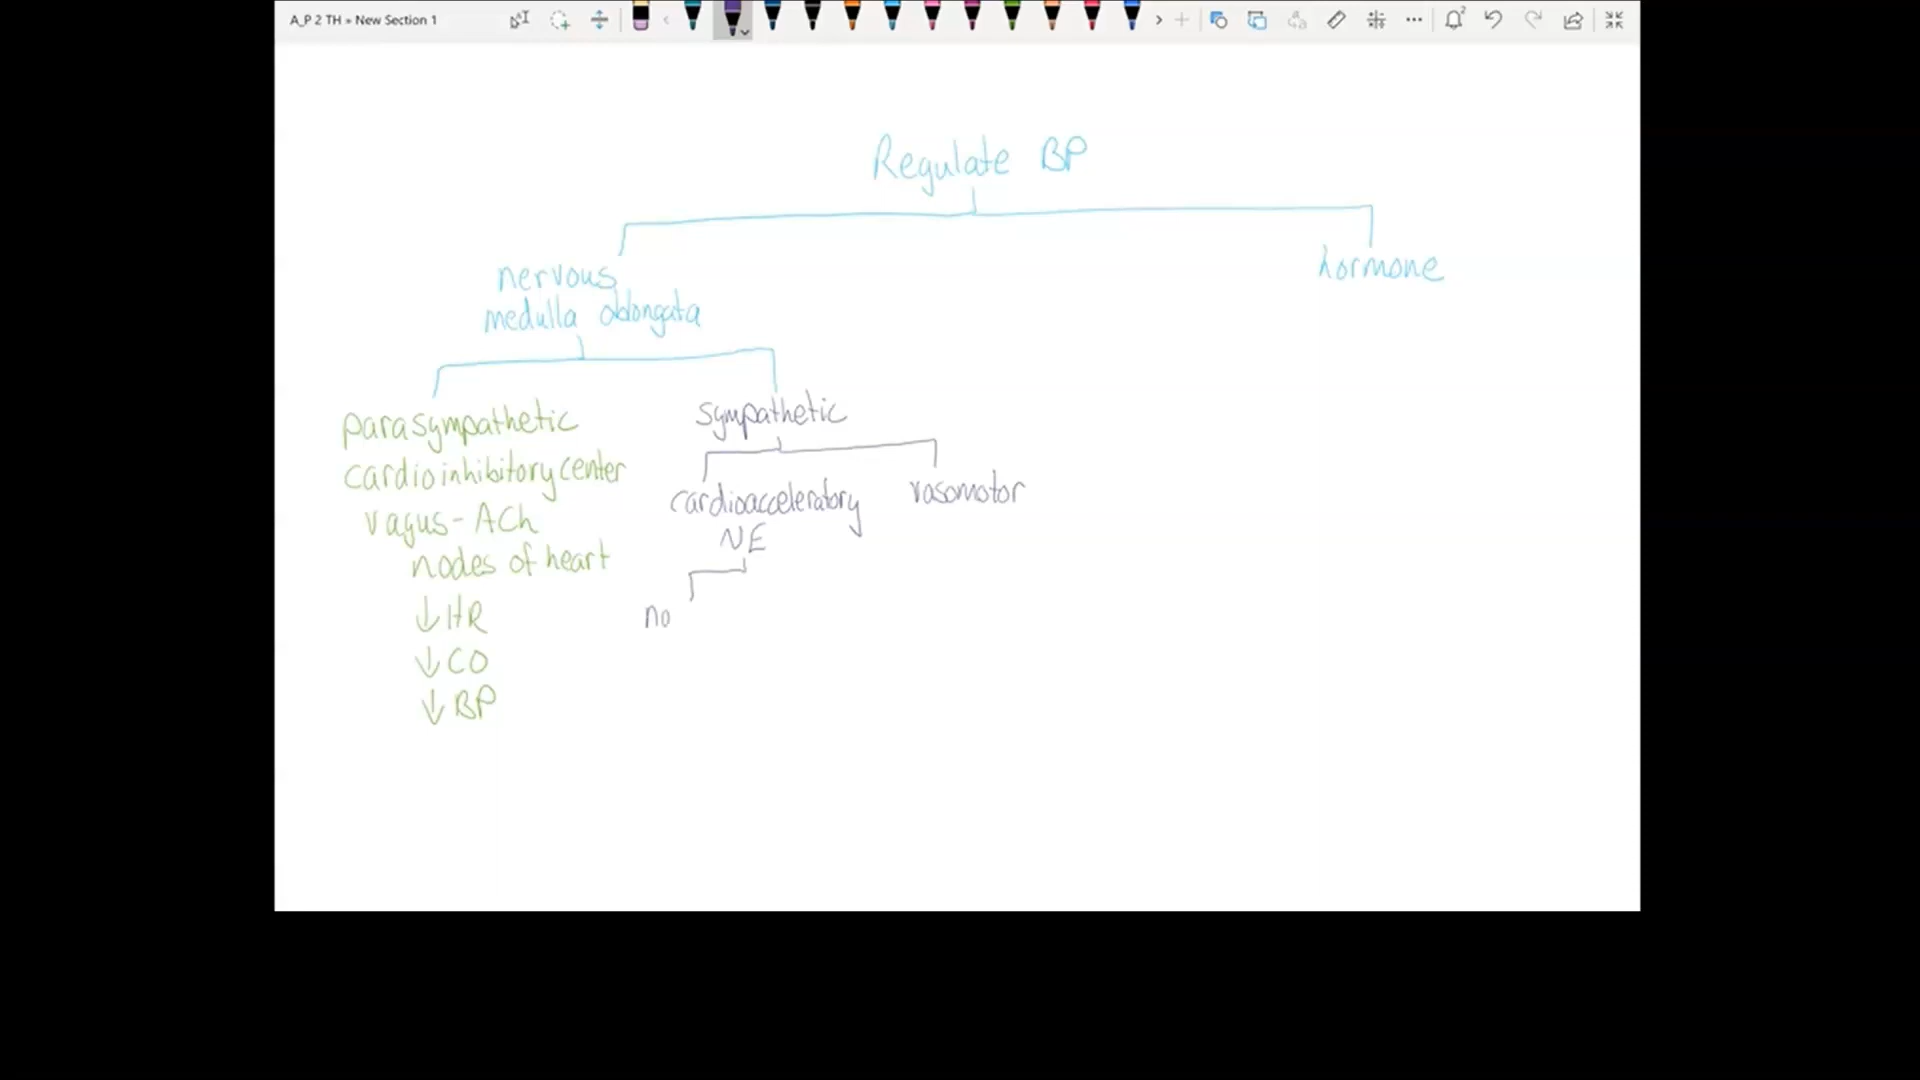 A_P 2 TH » New Section 1
Regulate BP
nervous
medulla oblongata
hormone
parasympathetic
cardioinhibitory center
vagus - ACh
nodes of heart
↓ HR
↓ CO
↓ BP
sympathetic
cardioacceleratory
NE
no
vasomotor